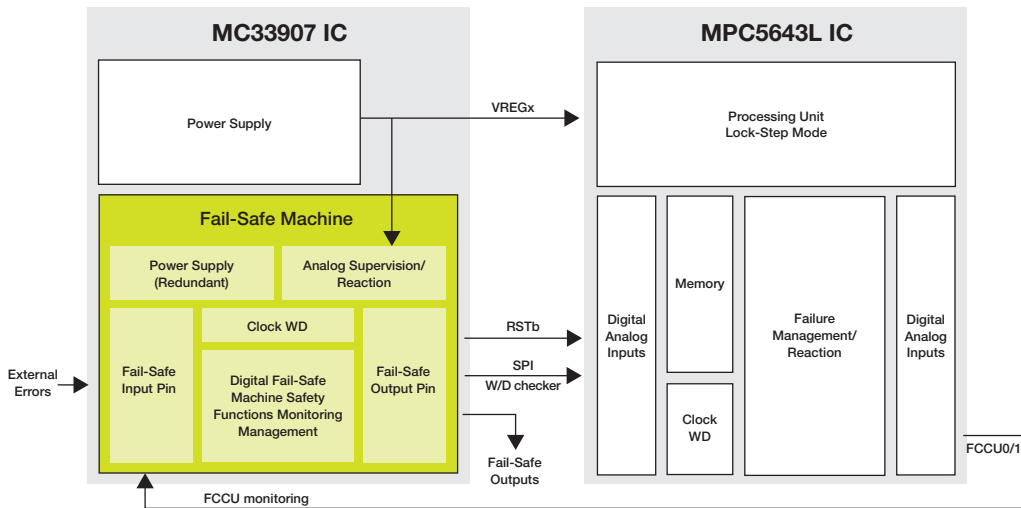 MC33907 IC
Power Supply
Fail-Safe Machine
Power Supply
(Redundant)
Analog Supervision/
Reaction
Clock WD
Fail-Safe
Input Pin
Digital Fail-Safe
Machine Safety
Functions Monitoring
Management
Fail-Safe
Output Pin
External
Errors
VREGx
RSTb
SPI
W/D checker
Fail-Safe
Outputs
FCCU monitoring
MPC5643L IC
Processing Unit
Lock-Step Mode
Digital
Analog
Inputs
Memory
Clock
WD
Failure
Management/
Reaction
Digital
Analog
Inputs
FCCU0/1